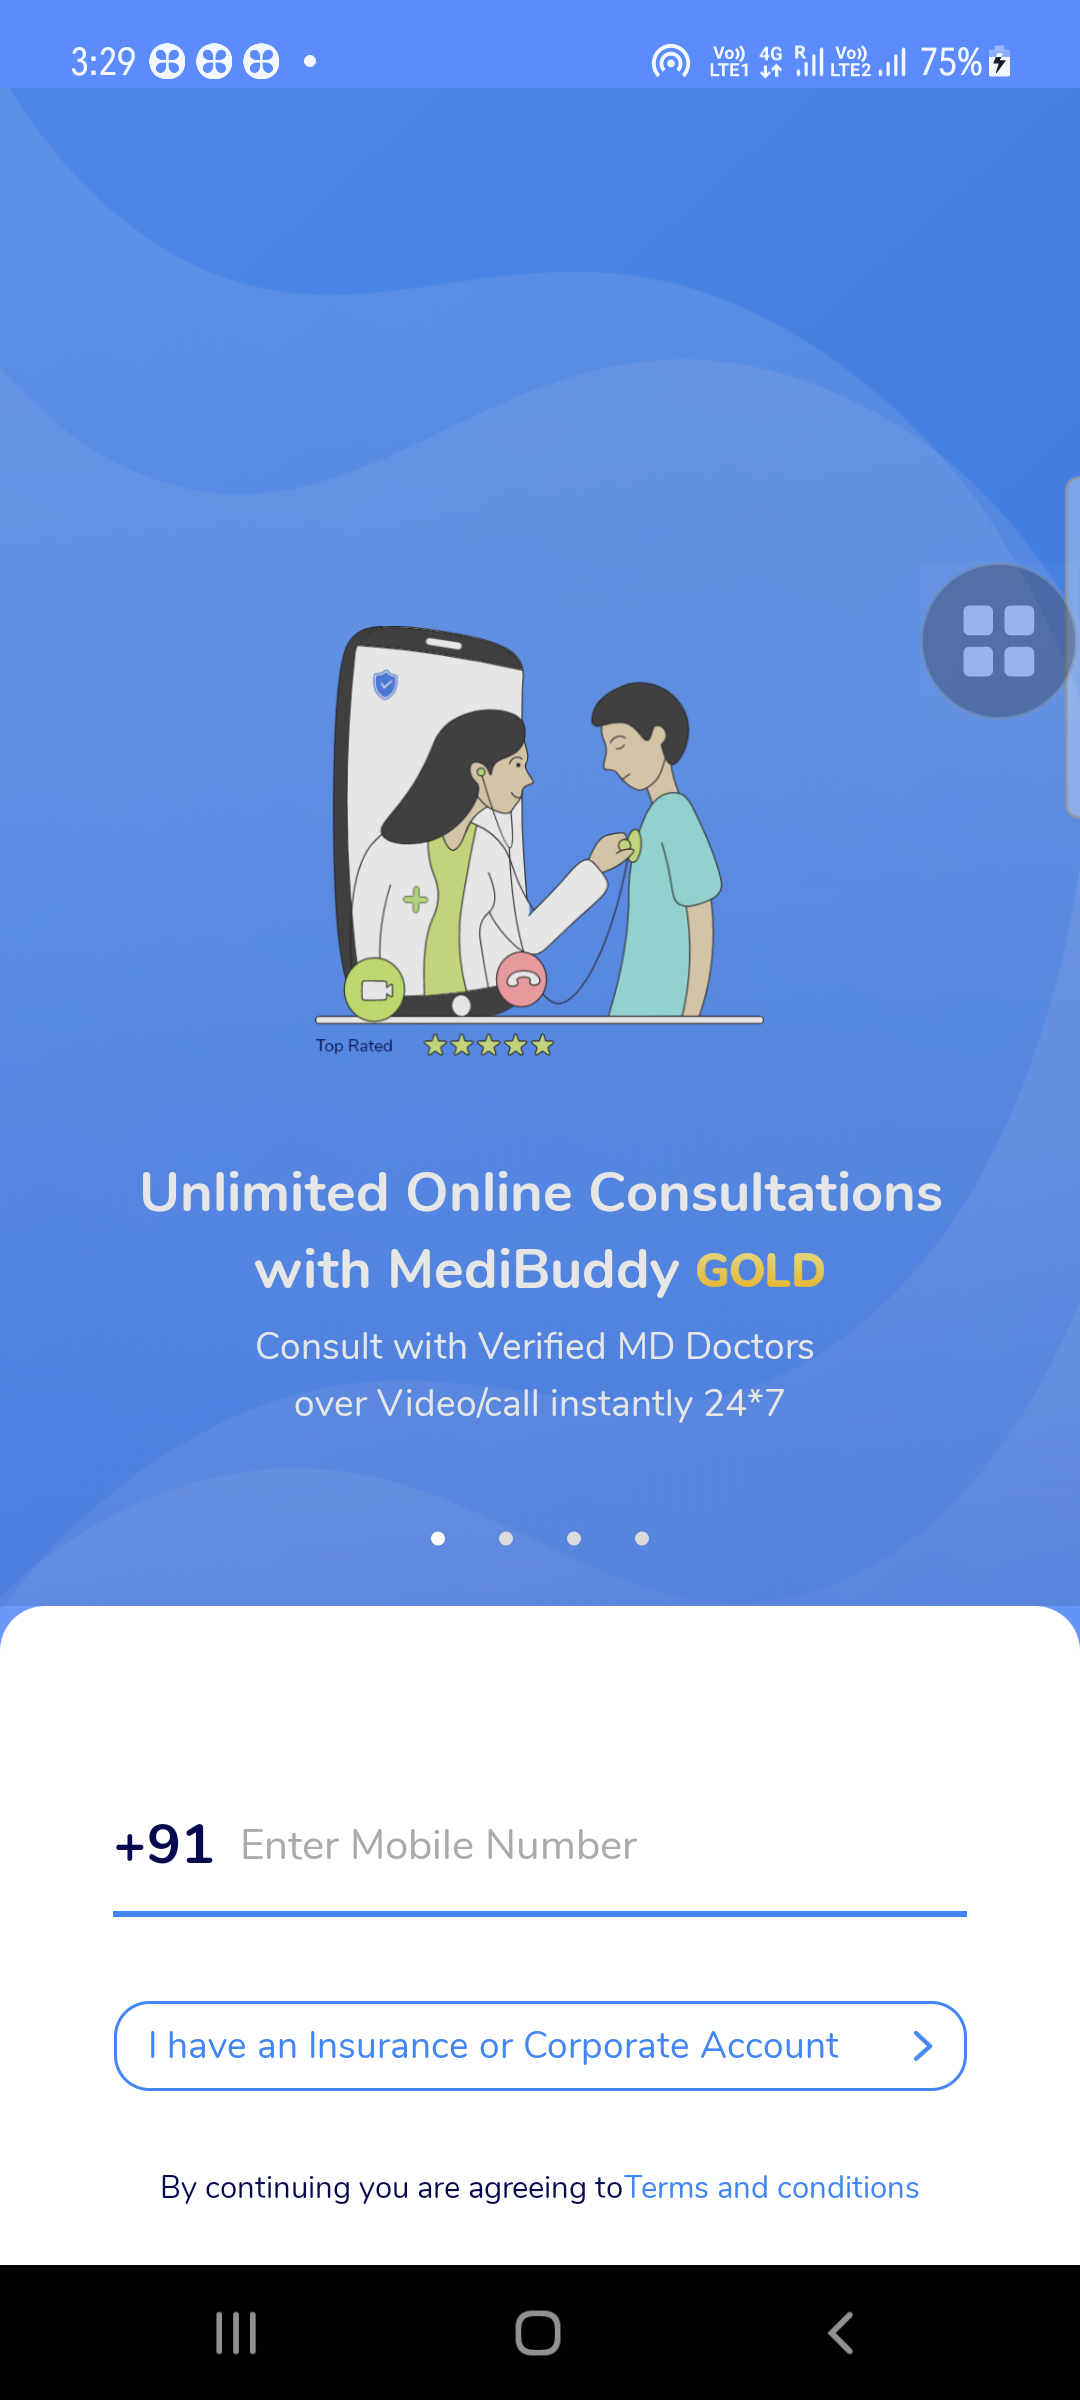 3:29
Vo)) LTE1 4G R Vo)) LTE2 75%
Top Rated
Unlimited Online Consultations
with MediBuddy GOLD
Consult with Verified MD Doctors
over Video/call instantly 24*7
+91 Enter Mobile Number
I have an Insurance or Corporate Account
By continuing you are agreeing toTerms and conditions